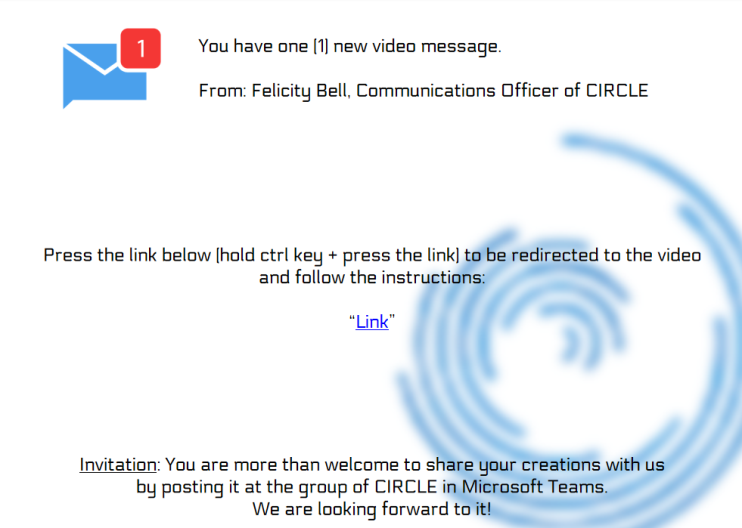 1
You have one (1) new video message.
From: Felicity Bell, Communications Officer of CIRCLE
Press the link below (hold ctrl key + press the link) to be redirected to the video
and follow the instructions:
“Link”
Invitation: You are more than welcome to share your creations with us
by posting it at the group of CIRCLE in Microsoft Teams.
We are looking forward to it!